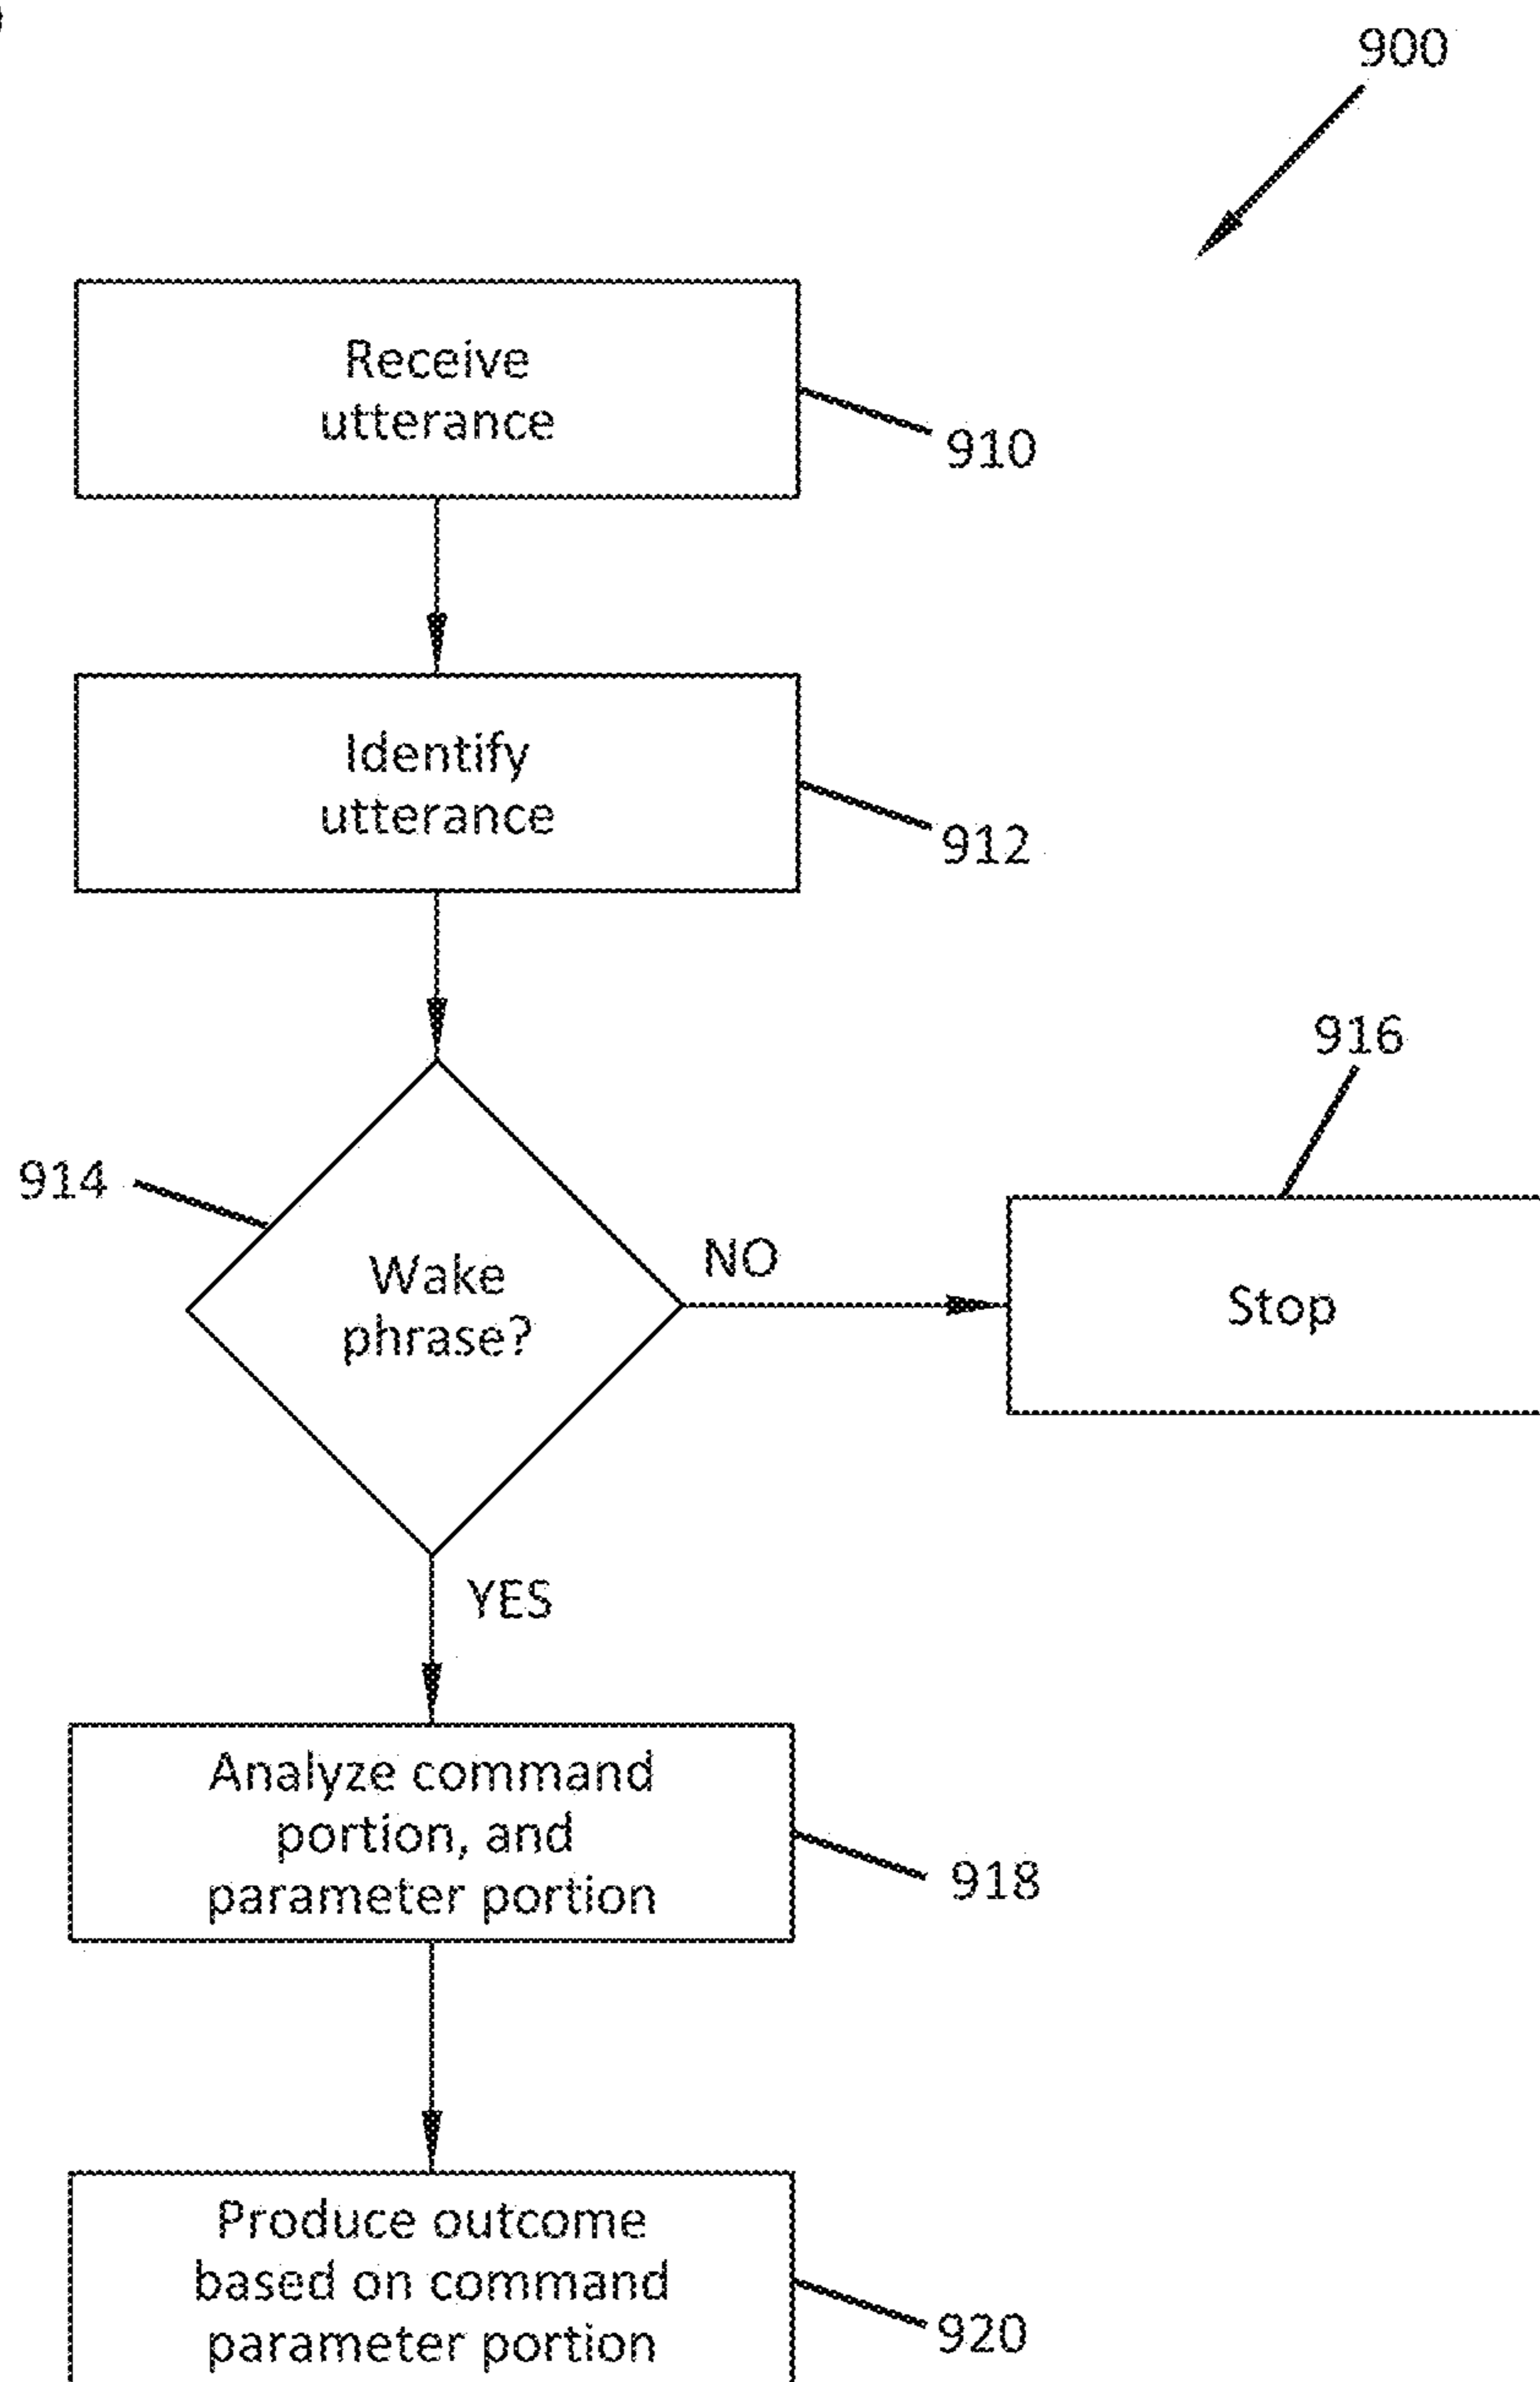 900
Receive
utterance
910
Identify
utterance
912
916
914
Wake
phrase?
NO
Stop
YES
Analyze command
portion, and
parameter portion
918
Produce outcome
based on command
parameter portion
920